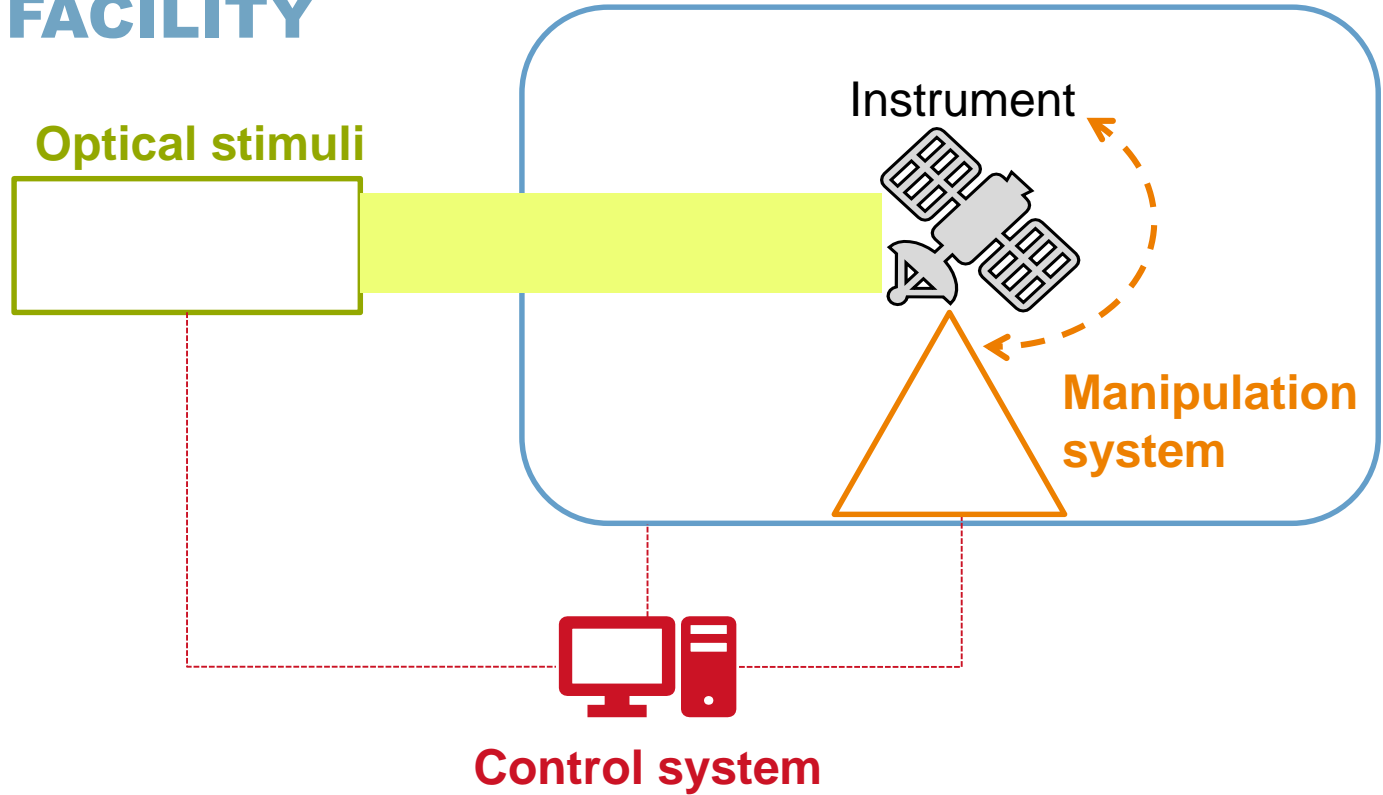 FACILITY
Optical stimuli
Instrument
Manipulation
system
Control system